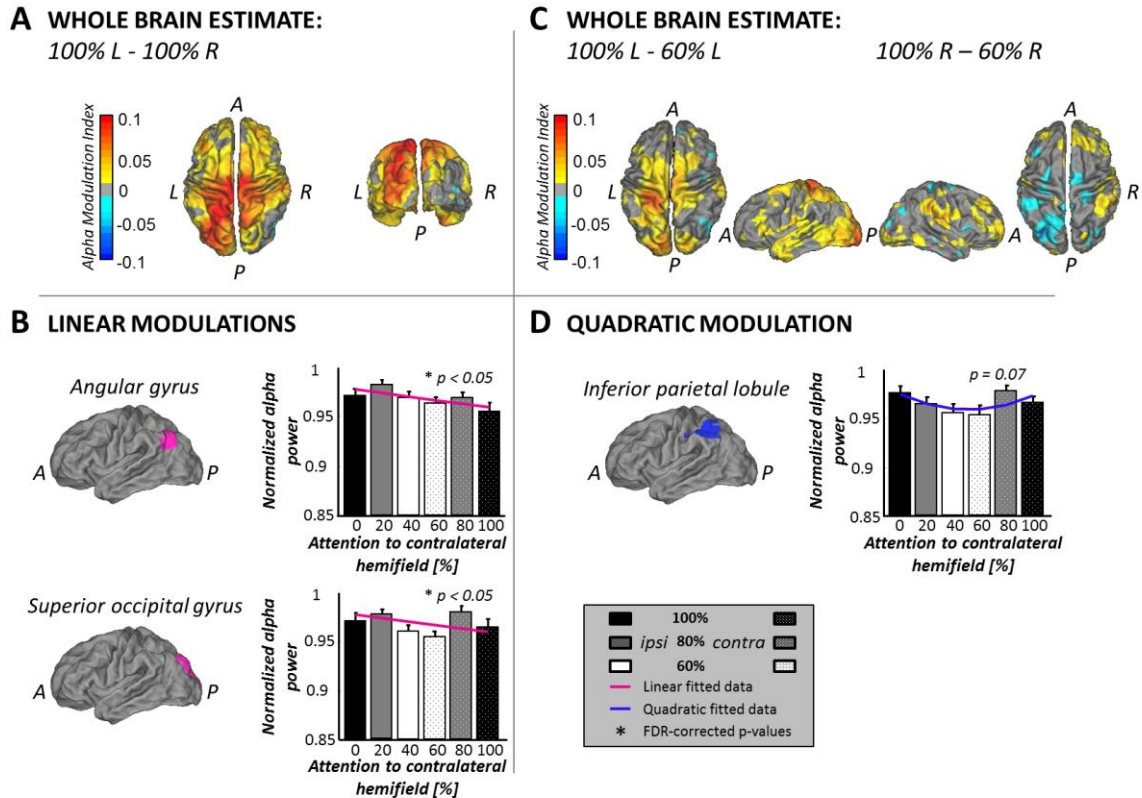 A WHOLE BRAIN ESTIMATE:
100% L - 100% R
Alpha Modulation Index
0.1
0.05
0
-0.05
-0.1
A
L
R
P
L
R
P
C WHOLE BRAIN ESTIMATE:
100% L - 60% L
100% R – 60% R
Alpha Modulation Index
0.1
0.05
0
-0.05
-0.1
A
L
R
P
A
P
A
A
L
R
P
B LINEAR MODULATIONS
Angular gyrus
A
P
Normalized alpha
power
1
0.95
0.9
0.85
* p < 0.05
0 20 40 60 80 100
Attention to contralateral
hemifield [%]
Superior occipital gyrus
A
P
Normalized alpha
power
1
0.95
0.9
0.85
* p < 0.05
0 20 40 60 80 100
Attention to contralateral
hemifield [%]
D QUADRATIC MODULATION
Inferior parietal lobule
A
P
Normalized alpha
power
1
0.95
0.9
0.85
p = 0.07
0 20 40 60 80 100
Attention to contralateral
hemifield [%]
100%
ipsi 80% contra
60%
Linear fitted data
Quadratic fitted data
* FDR-corrected p-values